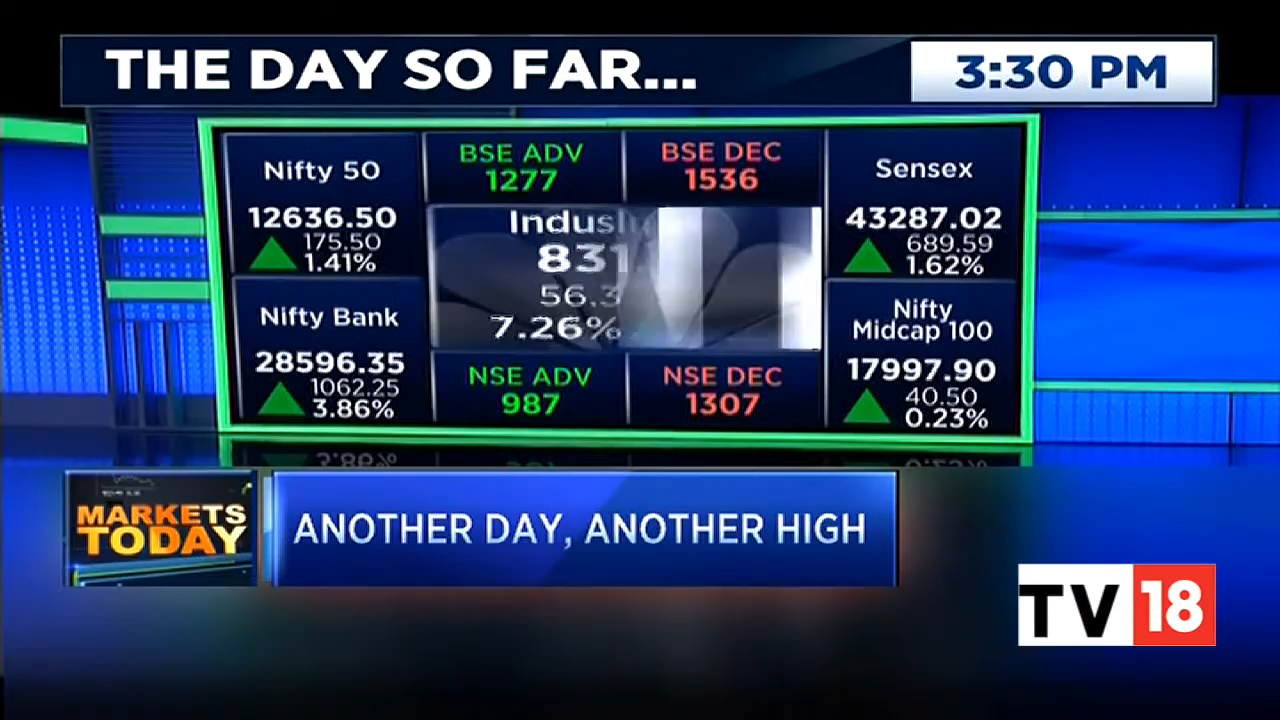 THE DAY SO FAR...
3:30 PM
Nifty 50
12636.50
175.50
1.41%
BSE ADV
1277
BSE DEC
1536
Sensex
43287.02
689.59
1.62%
7.26%
Nifty Bank
28596.35
1062.25
3.86%
NSE ADV
987
NSE DEC
1307
Nifty
Midcap 100
17997.90
40.50
0.23%
MARKETS
TODAY
ANOTHER DAY, ANOTHER HIGH
TV18